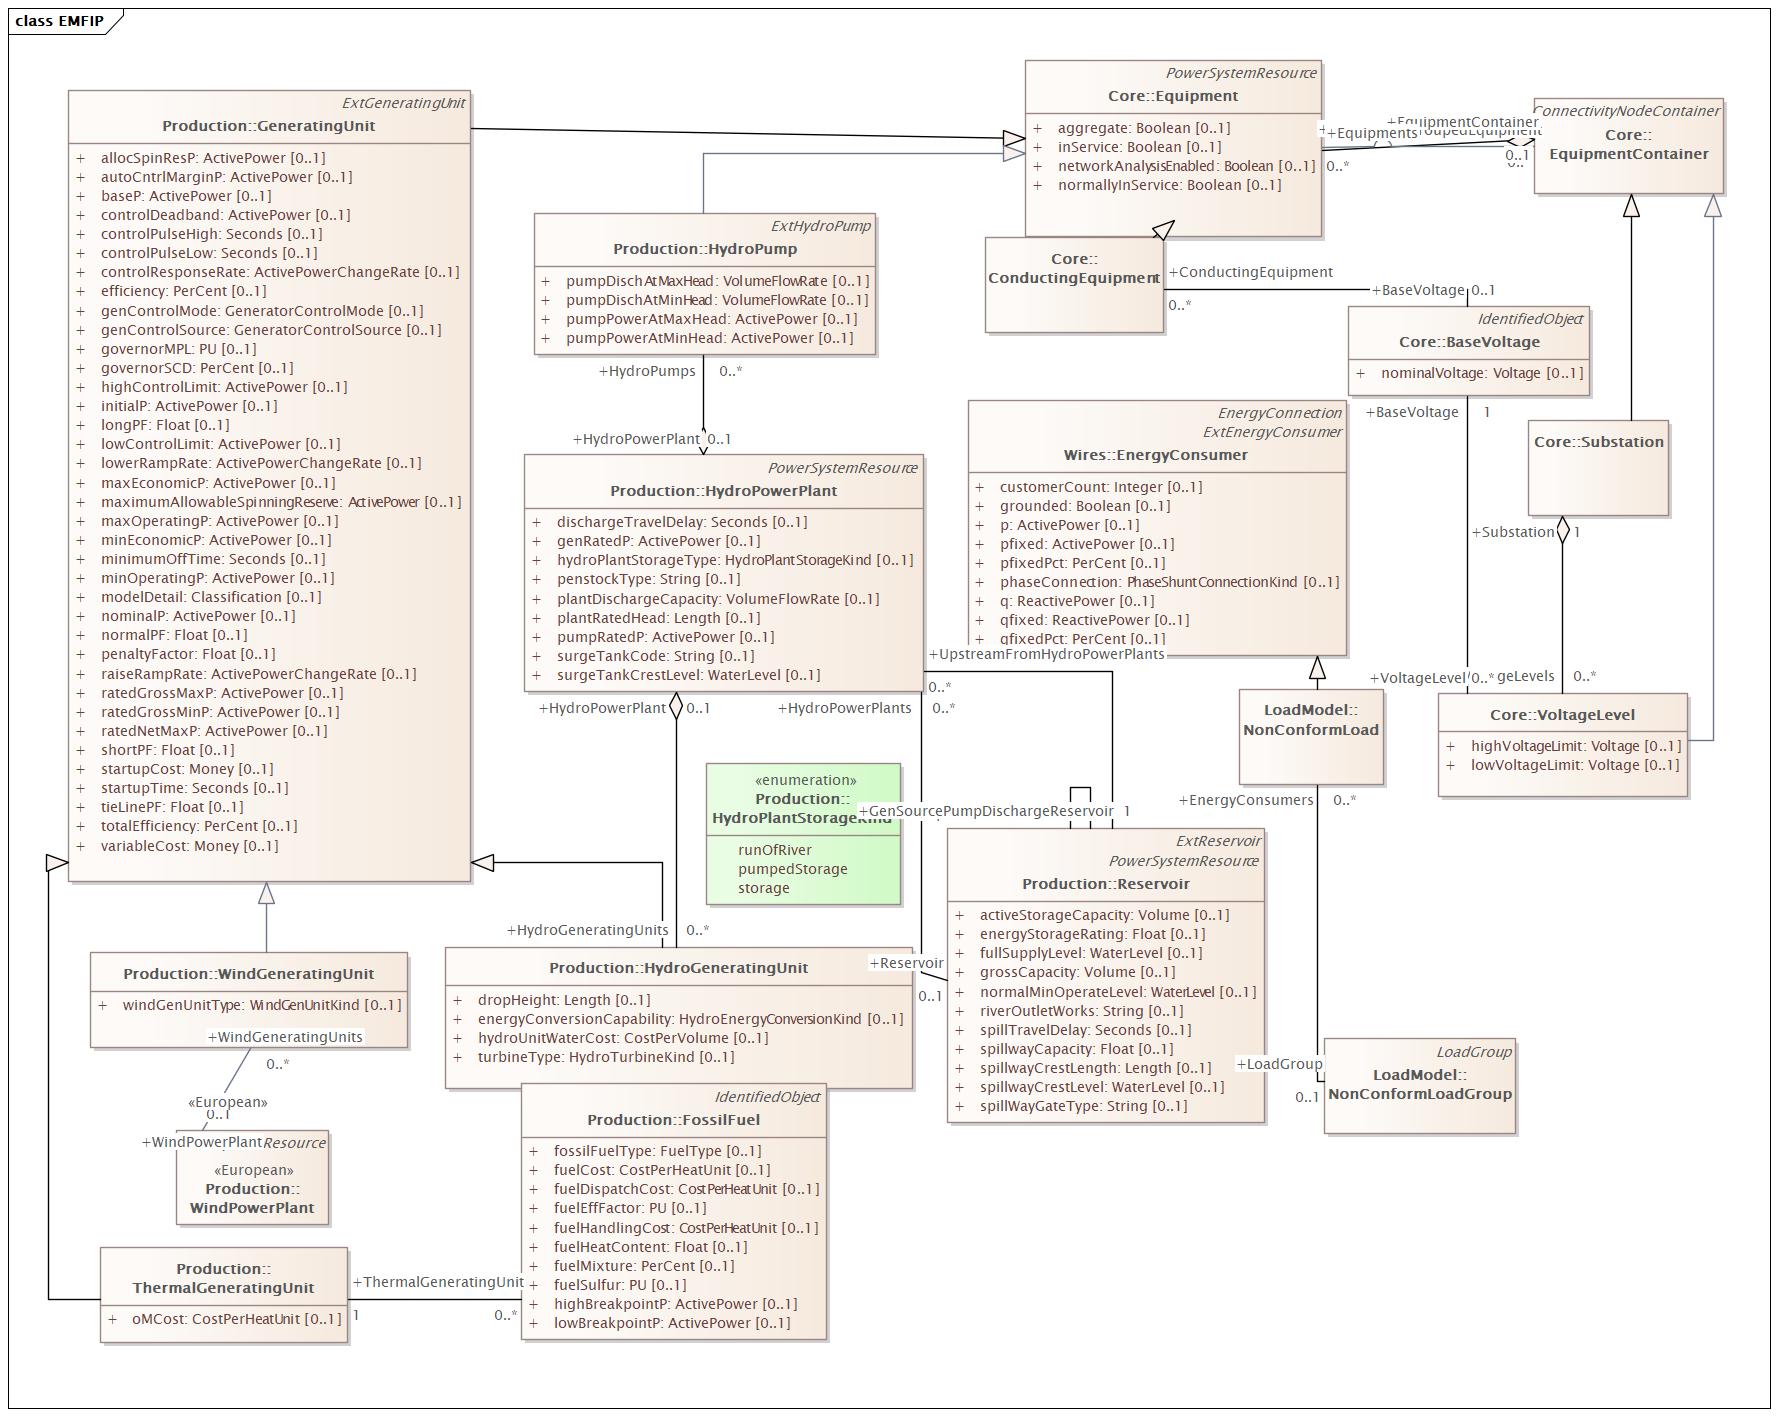 class EMFIP
ExtGeneratingUnit
Production::GeneratingUnit
+ allocSpinResP: ActivePower [0..1]
+ autoCntrlMarginP: ActivePower [0..1]
+ baseP: ActivePower [0..1]
+ controlDeadband: ActivePower [0..1]
+ controlPulseHigh: Seconds [0..1]
+ controlPulseLow: Seconds [0..1]
+ controlResponseRate: ActivePowerChangeRate [0..1]
+ efficiency: PerCent [0..1]
+ genControlMode: GeneratorControlMode [0..1]
+ genControlSource: GeneratorControlSource [0..1]
+ governorMPL: PU [0..1]
+ governorSCD: PerCent [0..1]
+ highControlLimit: ActivePower [0..1]
+ initialP: ActivePower [0..1]
+ longPF: Float [0..1]
+ lowControlLimit: ActivePower [0..1]
+ lowerRampRate: ActivePowerChangeRate [0..1]
+ maxEconomicP: ActivePower [0..1]
+ maximumAllowableSpinningReserve: ActivePower [0..1]
+ maxOperatingP: ActivePower [0..1]
+ minEconomicP: ActivePower [0..1]
+ minimumOffTime: Seconds [0..1]
+ minOperatingP: ActivePower [0..1]
+ modelDetail: Classification [0..1]
+ nominalP: ActivePower [0..1]
+ normalPF: Float [0..1]
+ penaltyFactor: Float [0..1]
+ raiseRampRate: ActivePowerChangeRate [0..1]
+ ratedGrossMaxP: ActivePower [0..1]
+ ratedGrossMinP: ActivePower [0..1]
+ ratedNetMaxP: ActivePower [0..1]
+ shortPF: Float [0..1]
+ startupCost: Money [0..1]
+ startupTime: Seconds [0..1]
+ tieLinePF: Float [0..1]
+ totalEfficiency: PerCent [0..1]
+ variableCost: Money [0..1]
PowerSystemResource
Core::Equipment
+ aggregate: Boolean [0..1]
+ inService: Boolean [0..1]
+ networkAnalysisEnabled: Boolean [0..1]
+ normallyInService: Boolean [0..1]
+EquipmentContainer
+Equipments
0..*
0..1
ConnectivityNodeContainer
Core::
EquipmentContainer
ExtHydroPump
Production::HydroPump
+ pumpDischAtMaxHead: VolumeFlowRate [0..1]
+ pumpDischAtMinHead: VolumeFlowRate [0..1]
+ pumpPowerAtMaxHead: ActivePower [0..1]
+ pumpPowerAtMinHead: ActivePower [0..1]
+HydroPumps 0..*
+HydroPowerPlant 0..1
Core::
ConductingEquipment
+ConductingEquipment
0..*
+BaseVoltage 0..1
IdentifiedObject
Core::BaseVoltage
+ nominalVoltage: Voltage [0..1]
+BaseVoltage 1
PowerSystemResource
Production::HydroPowerPlant
+ dischargeTravelDelay: Seconds [0..1]
+ genRatedP: ActivePower [0..1]
+ hydroPlantStorageType: HydroPlantStorageKind [0..1]
+ penstockType: String [0..1]
+ plantDischargeCapacity: VolumeFlowRate [0..1]
+ plantRatedHead: Length [0..1]
+ pumpRatedP: ActivePower [0..1]
+ surgeTankCode: String [0..1]
+ surgeTankCrestLevel: WaterLevel [0..1]
+HydroPowerPlant 0..1
+HydroPowerPlants 0..*
EnergyConnection
ExtEnergyConsumer
Wires::EnergyConsumer
+ customerCount: Integer [0..1]
+ grounded: Boolean [0..1]
+ p: ActivePower [0..1]
+ pfixed: ActivePower [0..1]
+ pfixedPct: PerCent [0..1]
+ phaseConnection: PhaseShuntConnectionKind [0..1]
+ q: ReactivePower [0..1]
+ qfixed: ReactivePower [0..1]
+ qfixedPct: PerCent [0..1]
+UpstreamFromHydroPowerPlants
0..*
Core::Substation
+Substation 1
+VoltageLevel 0..* geLevels 0..*
Core::VoltageLevel
+ highVoltageLimit: Voltage [0..1]
+ lowVoltageLimit: Voltage [0..1]
LoadModel::
NonConformLoad
+EnergyConsumers 0..*
«enumeration»
Production::
HydroPlantStorageKind
runOfRiver
pumpedStorage
storage
+GenSourcePumpDischargeReservoir 1
ExtReservoir
PowerSystemResource
Production::Reservoir
+ activeStorageCapacity: Volume [0..1]
+ energyStorageRating: Float [0..1]
+ fullSupplyLevel: WaterLevel [0..1]
+ grossCapacity: Volume [0..1]
+ normalMinOperateLevel: WaterLevel [0..1]
+ riverOutletWorks: String [0..1]
+ spillTravelDelay: Seconds [0..1]
+ spillwayCapacity: Float [0..1]
+ spillwayCrestLength: Length [0..1]
+ spillwayCrestLevel: WaterLevel [0..1]
+ spillWayGateType: String [0..1]
+Reservoir
0..1
+HydroGeneratingUnits 0..*
Production::HydroGeneratingUnit
+ dropHeight: Length [0..1]
+ energyConversionCapability: HydroEnergyConversionKind [0..1]
+ hydroUnitWaterCost: CostPerVolume [0..1]
+ turbineType: HydroTurbineKind [0..1]
Production::WindGeneratingUnit
+ windGenUnitType: WindGenUnitKind [0..1]
+WindGeneratingUnits
0..*
«European»
0..1
+WindPowerPlant Resource
«European»
Production::
WindPowerPlant
+LoadGroup
0..1
LoadGroup
LoadModel::
NonConformLoadGroup
IdentifiedObject
Production::FossilFuel
+ fossilFuelType: FuelType [0..1]
+ fuelCost: CostPerHeatUnit [0..1]
+ fuelDispatchCost: CostPerHeatUnit [0..1]
+ fuelEffFactor: PU [0..1]
+ fuelHandlingCost: CostPerHeatUnit [0..1]
+ fuelHeatContent: Float [0..1]
+ fuelMixture: PerCent [0..1]
+ fuelSulfur: PU [0..1]
+ highBreakpointP: ActivePower [0..1]
+ lowBreakpointP: ActivePower [0..1]
Production::
ThermalGeneratingUnit
+ oMCost: CostPerHeatUnit [0..1]
+ThermalGeneratingUnit
1 0..*